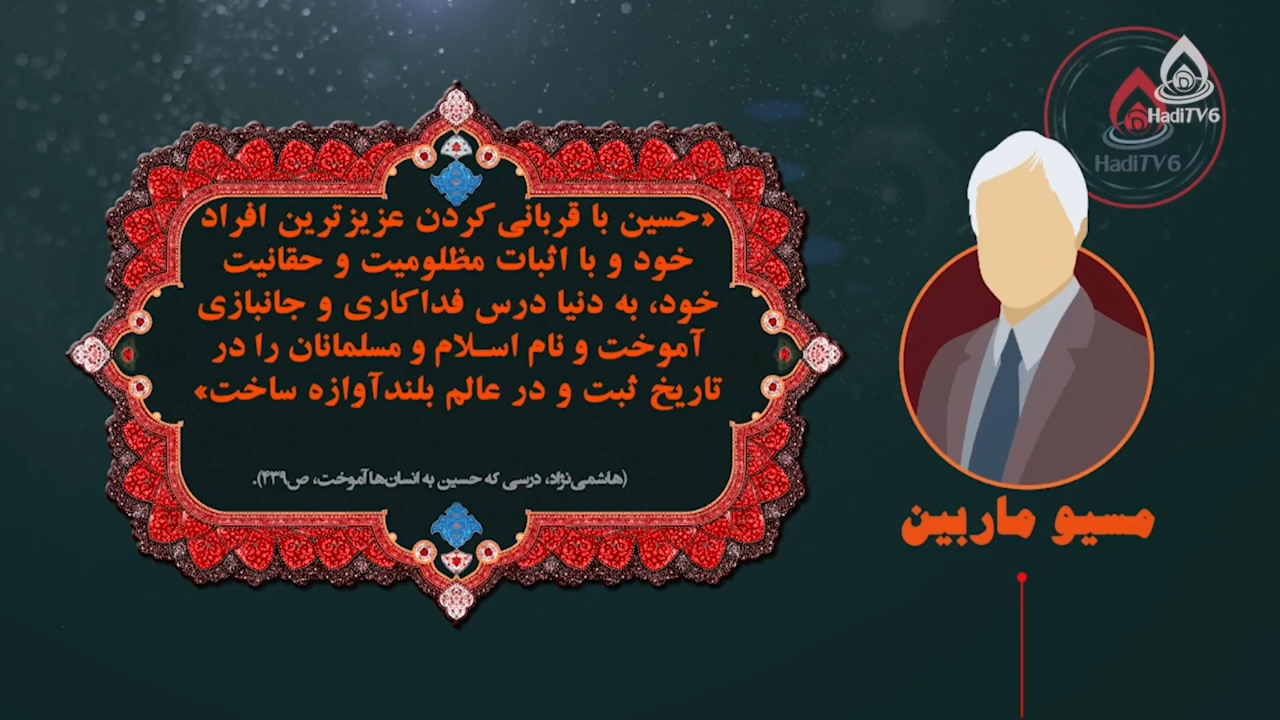 HadiTV6
HadiTV6
«حسین با قربانی‌کردن عزیزترین افراد
خود و با اثبات مظلومیت و حقانیت
خود، به دنیا درس فداکاری و جانبازی
آموخت و نام اسلام و مسلمانان را در
تاریخ ثبت و در عالم بلندآوازه ساخت»
(هاشمی‌نژاد، درسی که حسین به انسان‌ها آموخت، ص۴۳۹).
مسیو ماربین